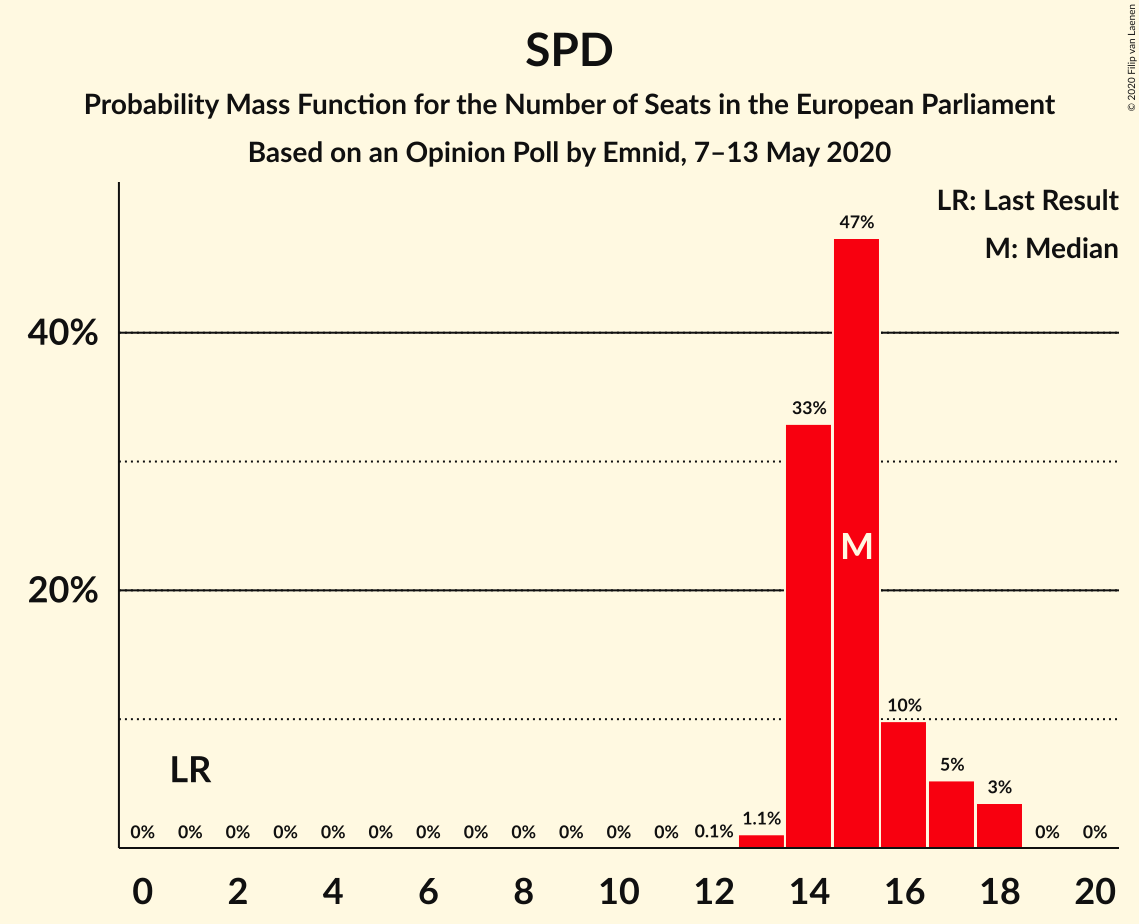 SPD
Probability Mass Function for the Number of Seats in the European Parliament
Based on an Opinion Poll by Emnid, 7–13 May 2020
© 2020 Filip van Laenen
LR: Last Result
M: Median
40%
20%
47%
33%
M
10%
5%
3%
LR
0% 0% 0% 0% 0% 0% 0% 0% 0% 0% 0% 0% 0.1% 1.1% 0% 0%
0 2 4 6 8 10 12 14 16 18 20